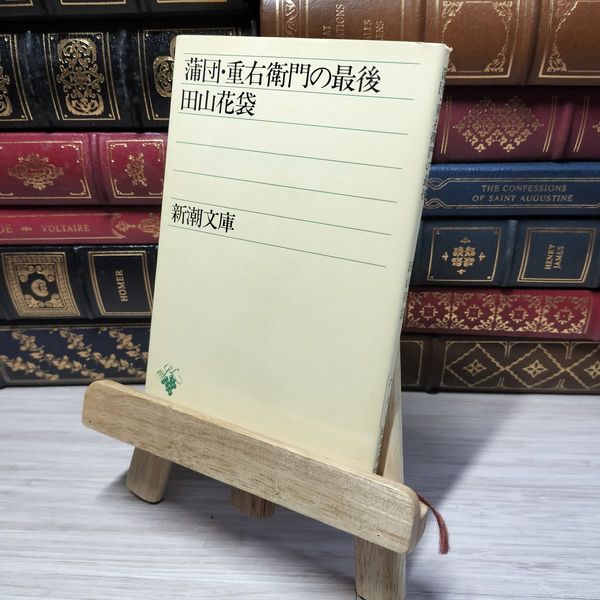 蒲団・重右衛門の最後
田山花袋
新潮文庫
VOLTAIRE
HOMER
THE CONFESSIONS
OF SAINT AUGUSTINE
HENRY
JAMES